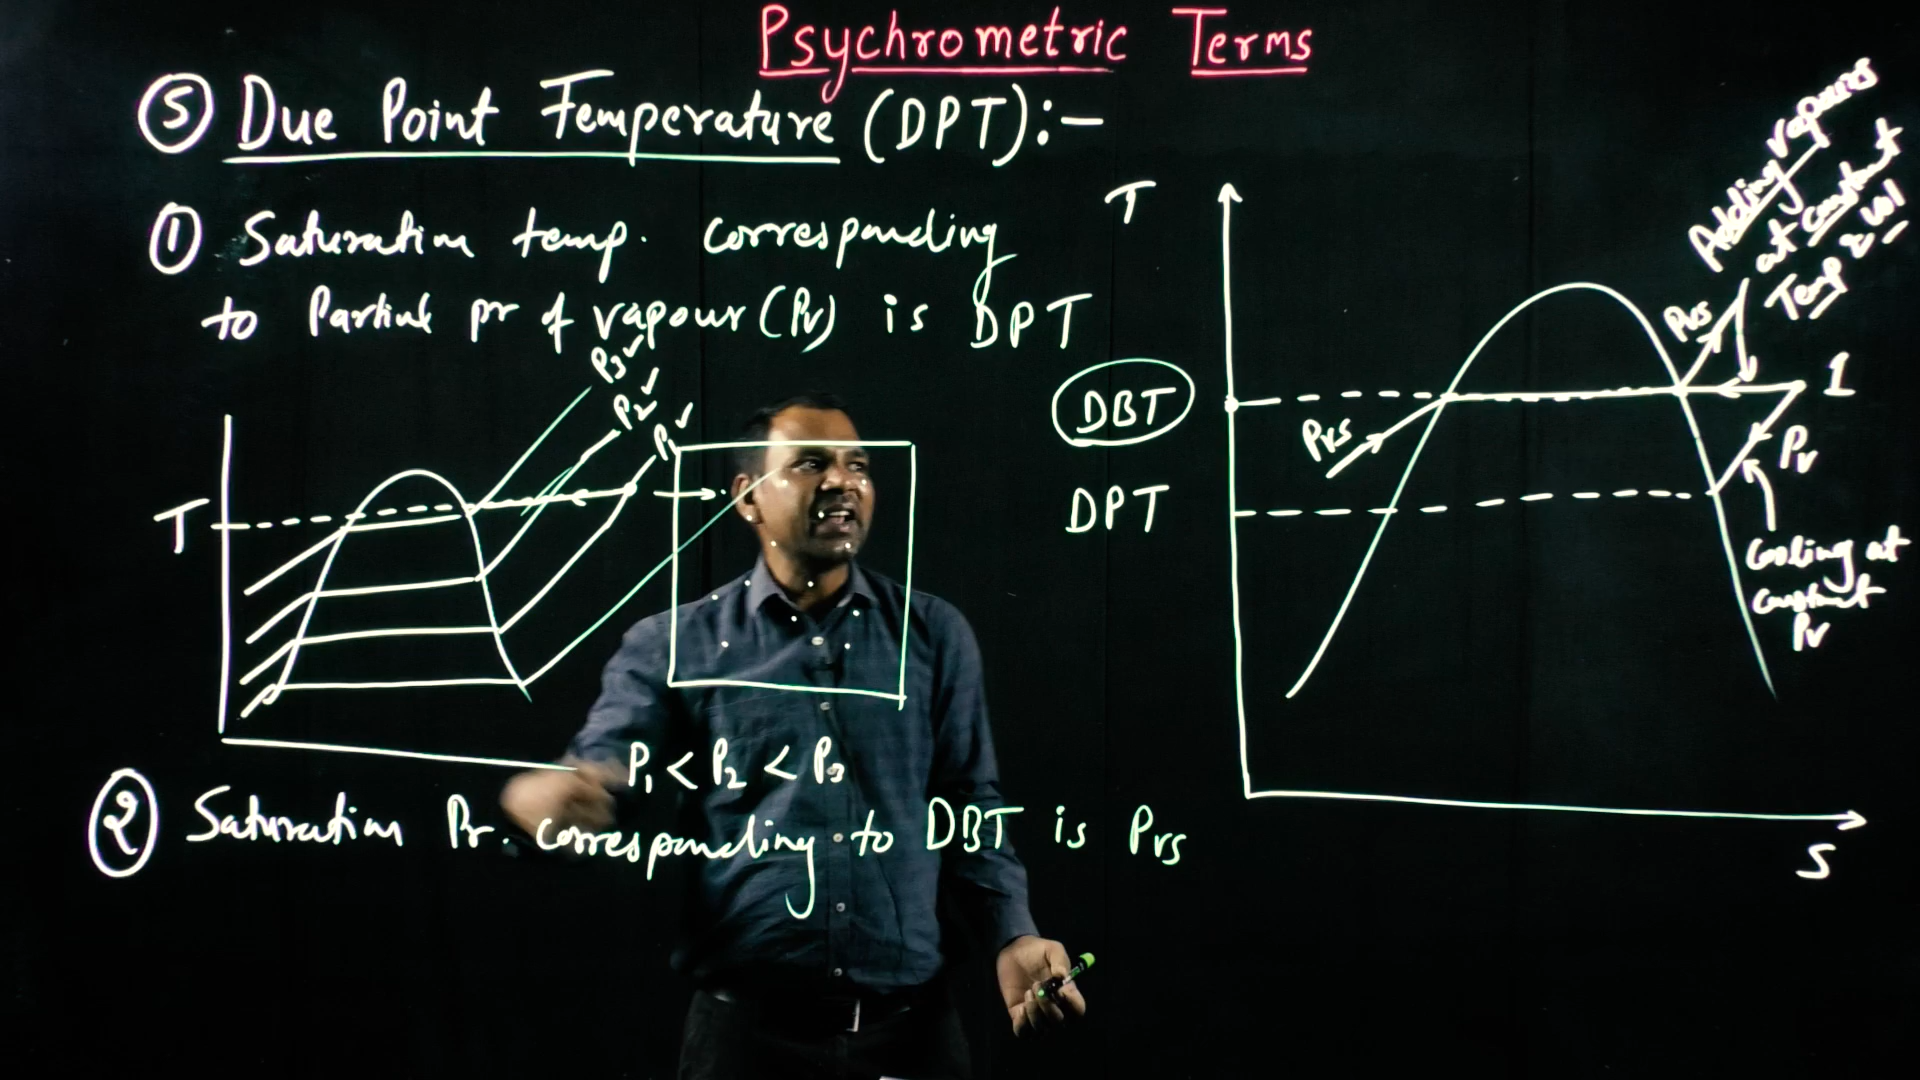 Psychrometric Terms
⑤ Due Point Temperature (DPT):-
① Saturation temp. corresponding
to Partial pr of vapour (Pv) is DPT
P3 ✓
P2 ✓
P1 ✓
T
P1 < P2 < P3
② Saturation Pr. corresponding to DBT is Pvs
T
Adding vapours
at constant
Temp & vol
Pvs
DBT
1
Pvs
Pv
DPT
Cooling at
constant
Pv
S